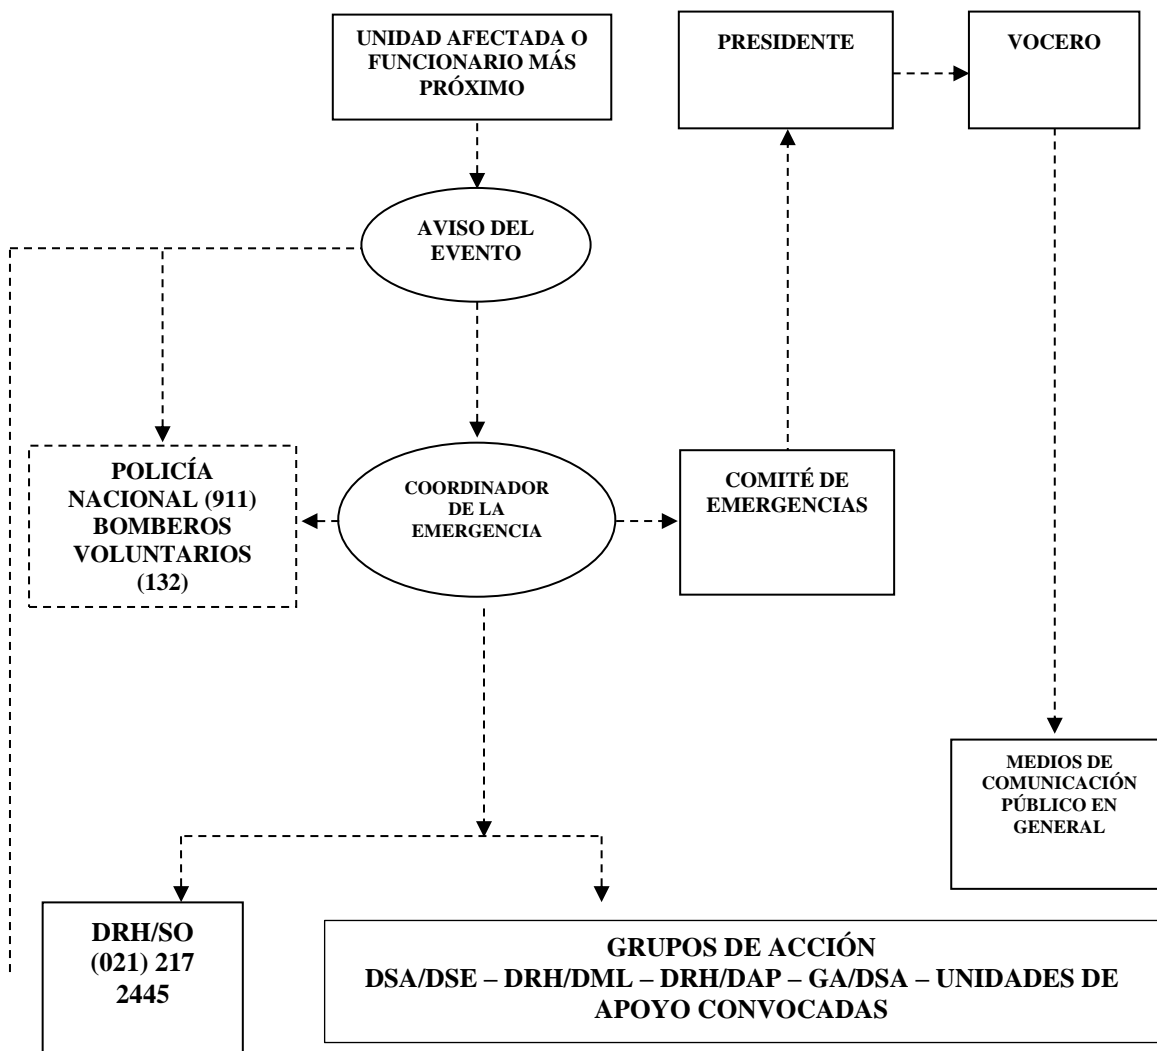 UNIDAD AFECTADA O
FUNCIONARIO MÁS
PRÓXIMO
PRESIDENTE
VOCERO
AVISO DEL
EVENTO
POLICÍA
NACIONAL (911)
BOMBEROS
VOLUNTARIOS
(132)
COORDINADOR
DE LA
EMERGENCIA
COMITÉ DE
EMERGENCIAS
MEDIOS DE
COMUNICACIÓN
PÚBLICO EN
GENERAL
DRH/SO
(021) 217
2445
GRUPOS DE ACCIÓN
DSA/DSE – DRH/DML – DRH/DAP – GA/DSA – UNIDADES DE
APOYO CONVOCADAS